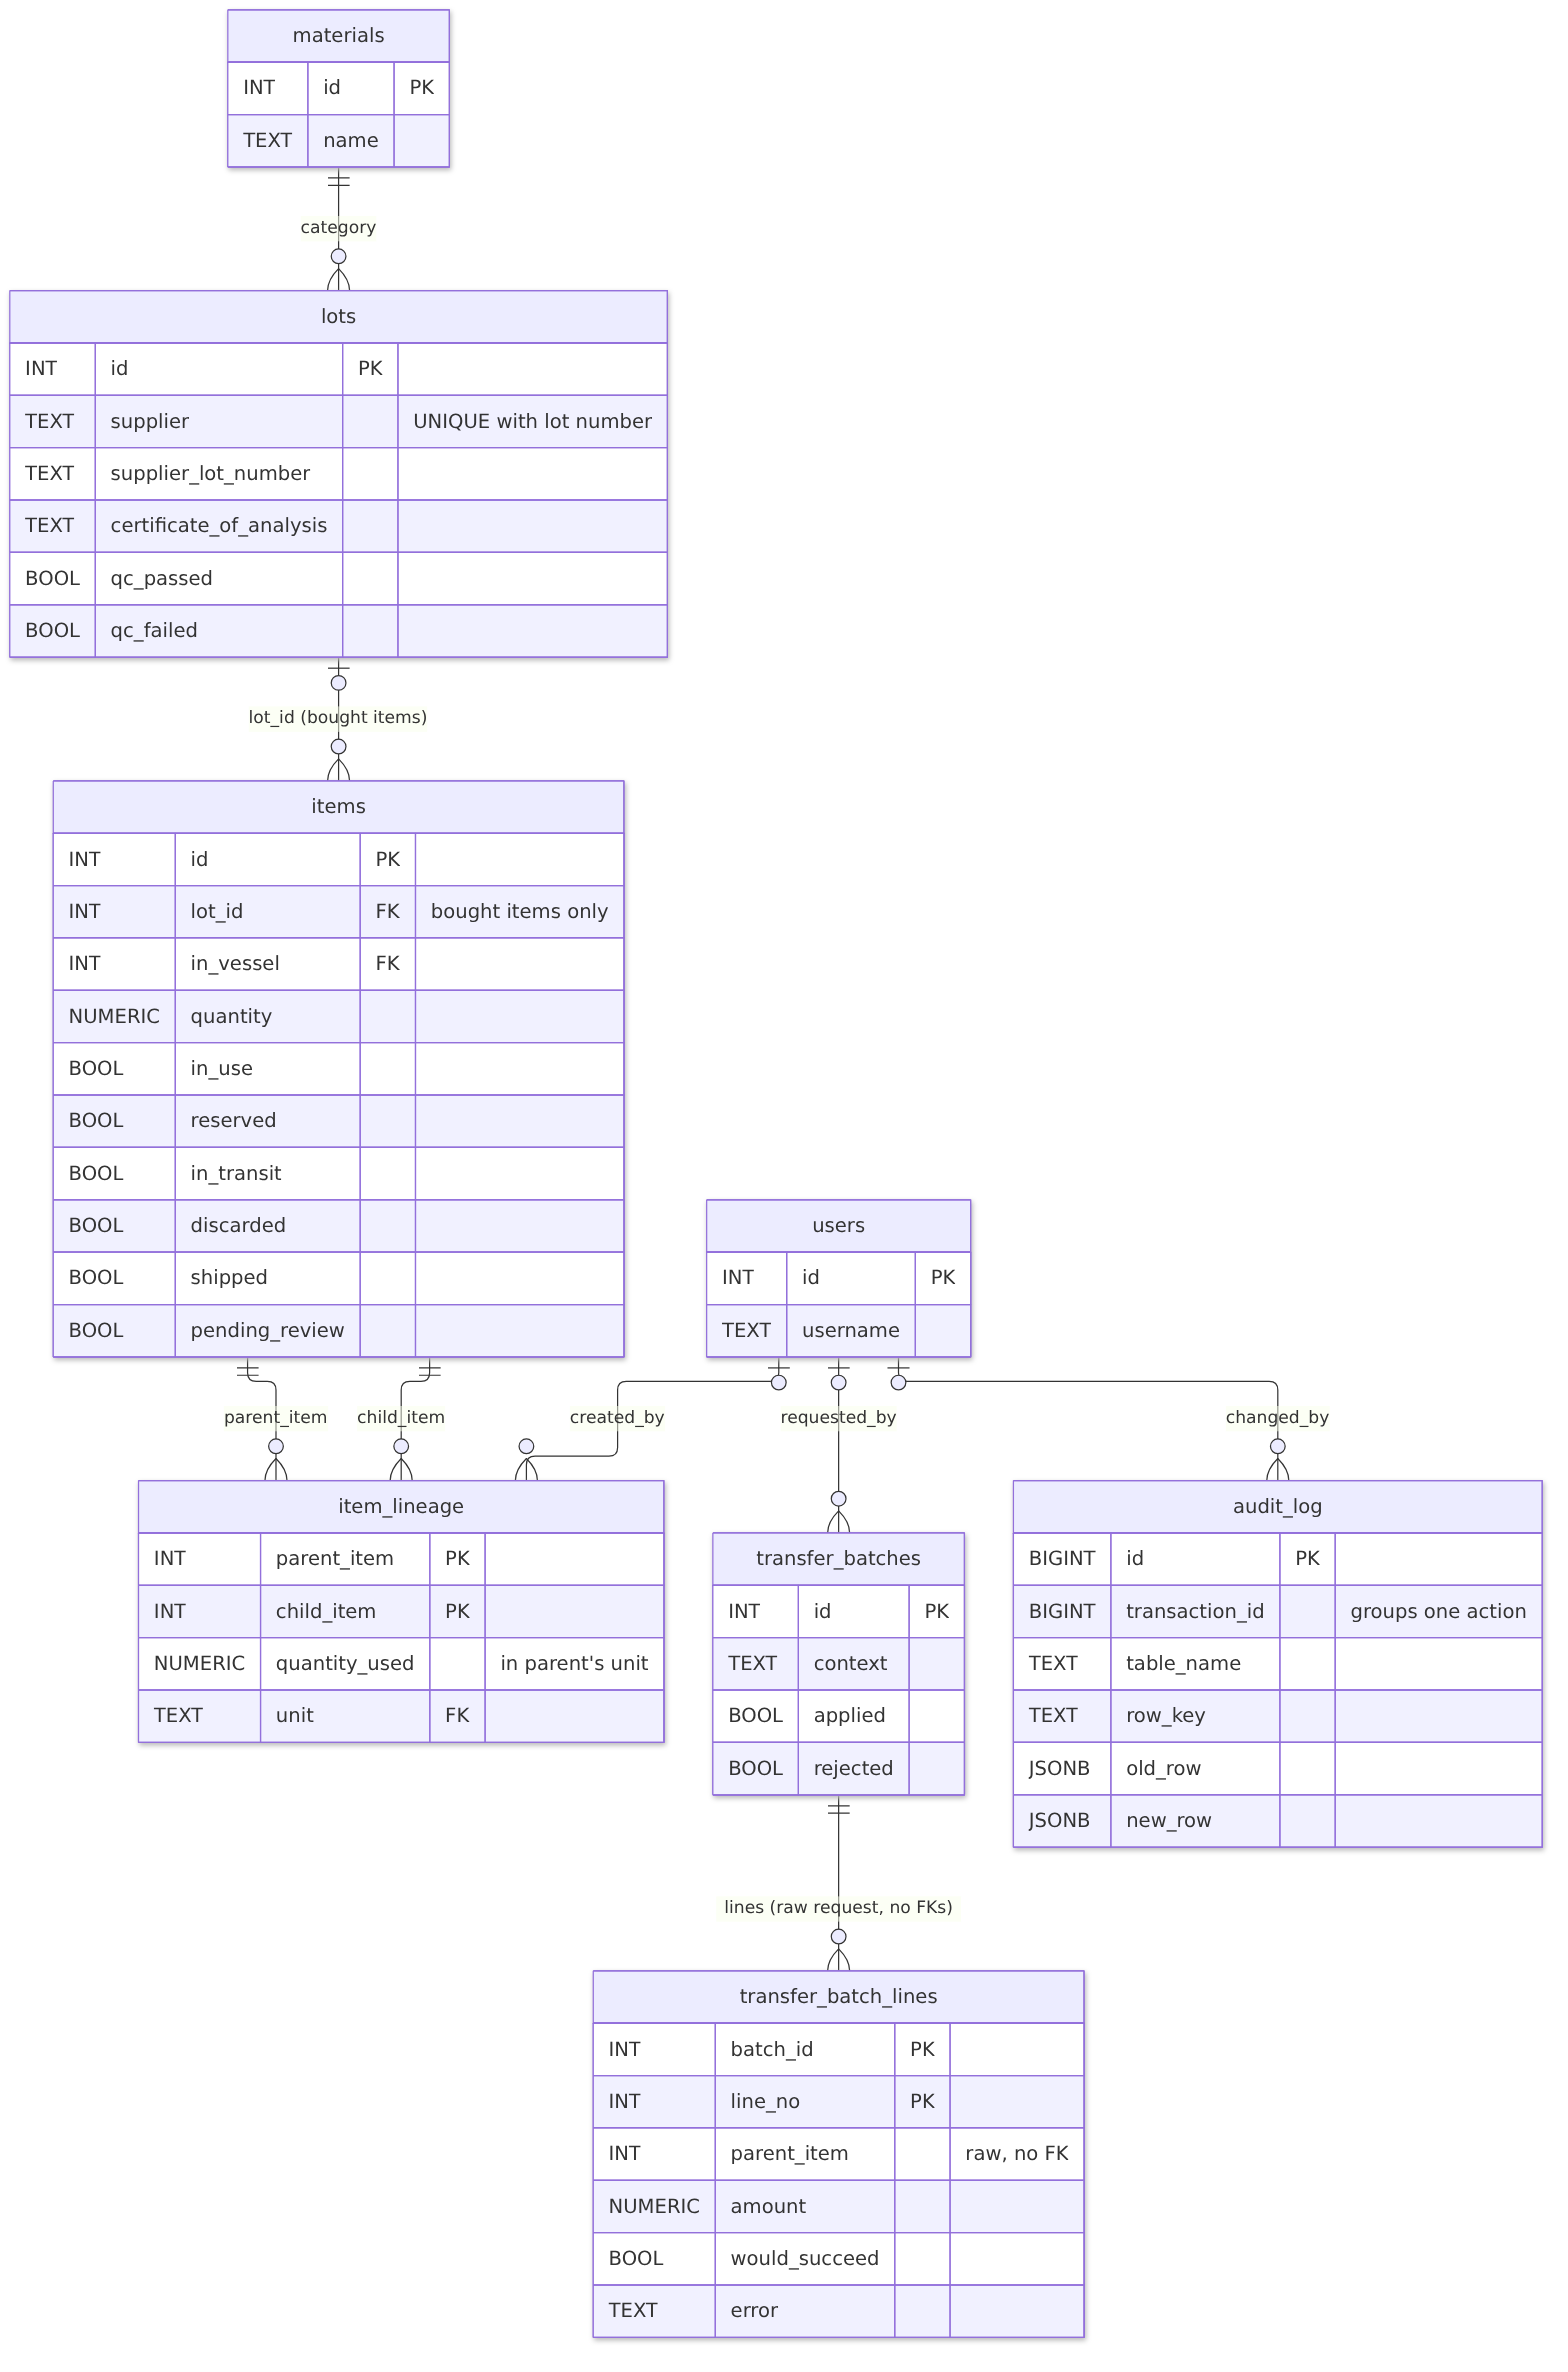 materials
INT id PK
TEXT name
category
lots
INT id PK
TEXT supplier UNIQUE with lot number
TEXT supplier_lot_number
TEXT certificate_of_analysis
BOOL qc_passed
BOOL qc_failed
lot_id (bought items)
items
INT id PK
INT lot_id FK bought items only
INT in_vessel FK
NUMERIC quantity
BOOL in_use
BOOL reserved
BOOL in_transit
BOOL discarded
BOOL shipped
BOOL pending_review
users
INT id PK
TEXT username
parent_item child_item created_by requested_by changed_by
item_lineage
INT parent_item PK
INT child_item PK
NUMERIC quantity_used in parent's unit
TEXT unit FK
transfer_batches
INT id PK
TEXT context
BOOL applied
BOOL rejected
audit_log
BIGINT id PK
BIGINT transaction_id groups one action
TEXT table_name
TEXT row_key
JSONB old_row
JSONB new_row
lines (raw request, no FKs)
transfer_batch_lines
INT batch_id PK
INT line_no PK
INT parent_item raw, no FK
NUMERIC amount
BOOL would_succeed
TEXT error